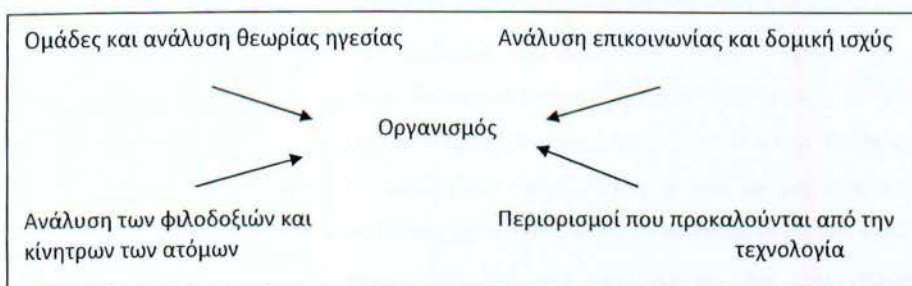 Ομάδες και ανάλυση θεωρίας ηγεσίας
Ανάλυση επικοινωνίας και δομική ισχύς
Οργανισμός
Ανάλυση των φιλοδοξιών και
κίνητρων των ατόμων
Περιορισμοί που προκαλούνται από την
τεχνολογία